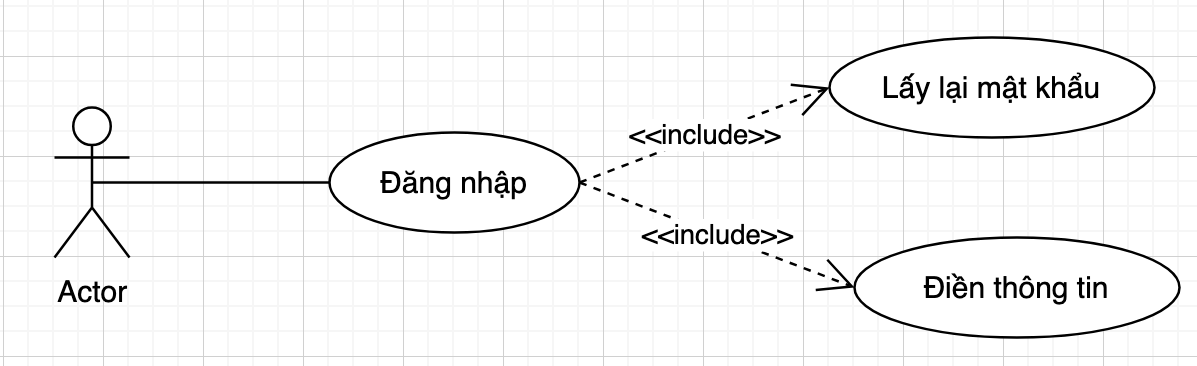 Lấy lại mật khẩu
<<include>>
Đăng nhập
<<include>>
Điền thông tin
Actor